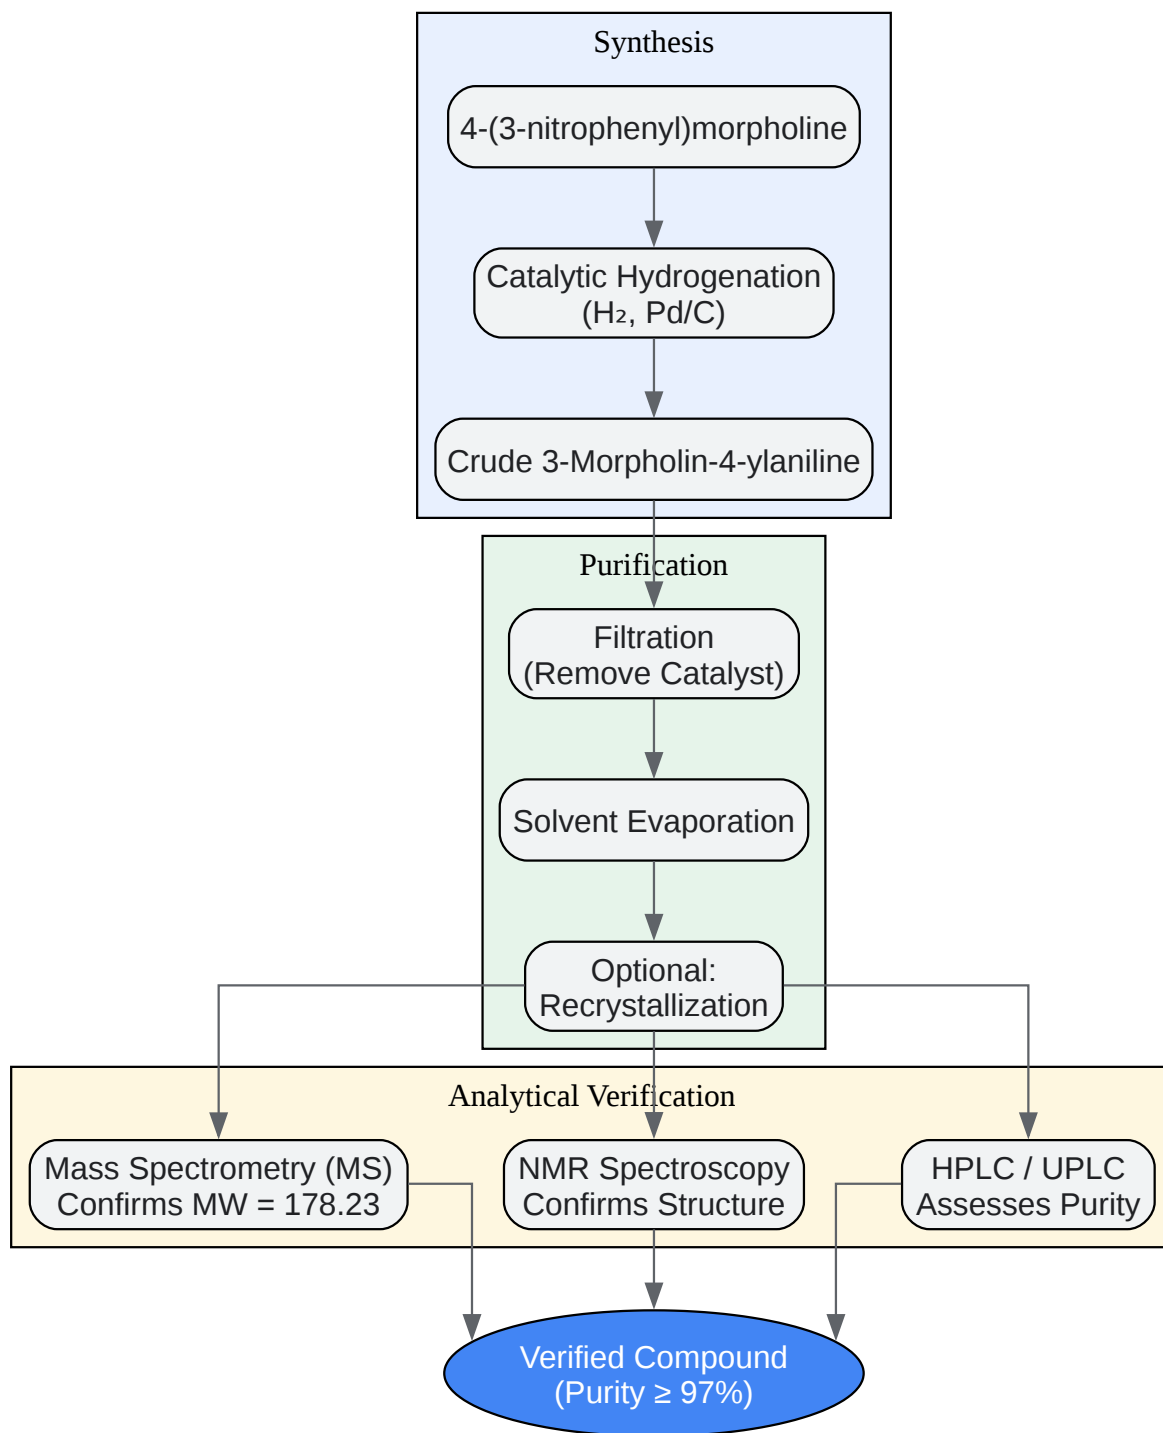 Synthesis
4-(3-nitrophenyl)morpholine
Catalytic Hydrogenation
(H₂, Pd/C)
Crude 3-Morpholin-4-ylaniline
Purification
Filtration
(Remove Catalyst)
Solvent Evaporation
Optional:
Recrystallization
Analytical Verification
Mass Spectrometry (MS)
Confirms MW = 178.23
NMR Spectroscopy
Confirms Structure
HPLC / UPLC
Assesses Purity
Verified Compound
(Purity ≥ 97%)